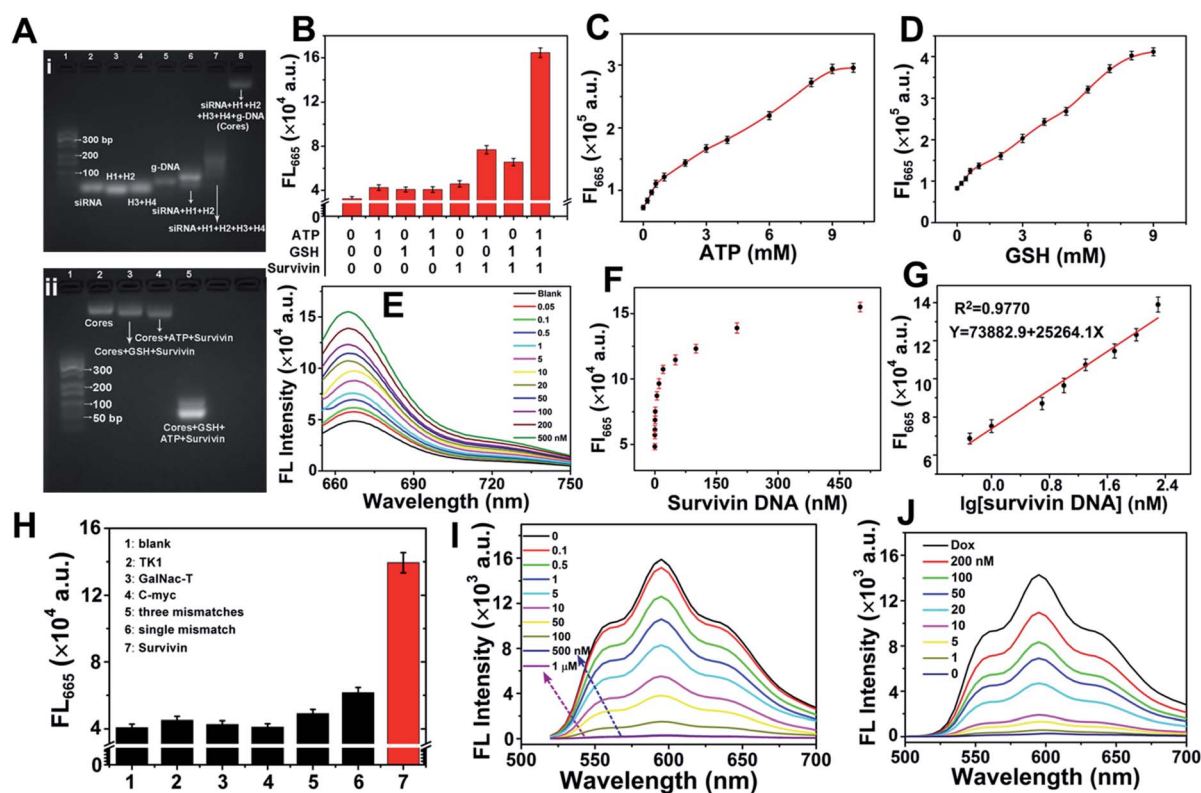 A
i
1 2 3 4 5 6 7 8
siRNA+H1+H2
+H3+H4+g-DNA
(Cores)
300 bp
200
100
g-DNA
H1+H2
siRNA
H3+H4
siRNA+H1+H2
siRNA+H1+H2+H3+H4
ii
1 2 3 4 5
Cores
Cores+ATP+Survivin
Cores+GSH+Survivin
300
200
100
50 bp
Cores+GSH+
ATP+Survivin
B
FL665 (×10⁴ a.u.)
16
12
8
4
0
ATP 0 1 0 1 0 1 0 1
GSH 0 0 1 1 0 0 1 1
Survivin 0 0 0 0 1 1 1 1
C
FI665 (×10⁵ a.u.)
3
2
1
0
0 3 6 9
ATP (mM)
D
FI665 (×10⁵ a.u.)
4
3
2
1
0
0 3 6 9
GSH (mM)
E
FL Intensity (×10⁴ a.u.)
15
10
5
0
660 690 720 750
Wavelength (nm)
Blank
0.05
0.1
0.5
1
5
10
20
50
100
200
500 nM
F
FI665 (×10⁴ a.u.)
15
10
5
0 150 300 450
Survivin DNA (nM)
G
R²=0.9770
Y=73882.9+25264.1X
FI665 (×10⁴ a.u.)
14
12
10
8
6
0.0 0.8 1.6 2.4
lg[survivin DNA] (nM)
H
FL665 (×10⁴ a.u.)
16
12
8
4
0
1: blank
2: TK1
3: GalNac-T
4: C-myc
5: three mismatches
6: single mismatch
7: Survivin
1 2 3 4 5 6 7
I
FL Intensity (×10³ a.u.)
16
12
8
4
0
0
0.1
0.5
1
5
10
50
100
500 nM
1 μM
500 550 600 650 700
Wavelength (nm)
J
FL Intensity (×10³ a.u.)
16
12
8
4
0
Dox
200 nM
100
50
20
10
5
1
0
500 550 600 650 700
Wavelength (nm)